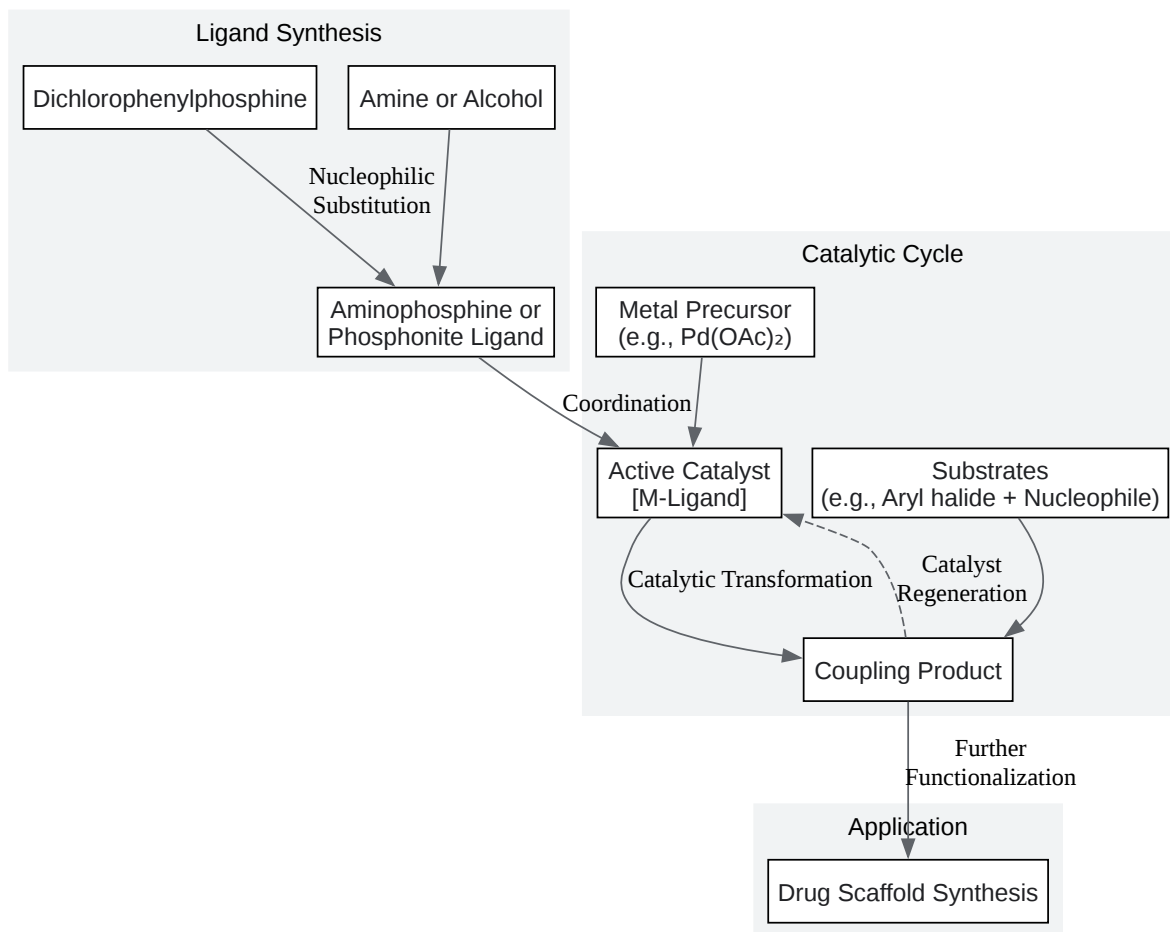 Ligand Synthesis
Dichlorophenylphosphine
Amine or Alcohol
Nucleophilic
Substitution
Aminophosphine or
Phosphonite Ligand
Catalytic Cycle
Metal Precursor
(e.g., Pd(OAc)₂)
Coordination
Active Catalyst
[M-Ligand]
Substrates
(e.g., Aryl halide + Nucleophile)
Catalytic Transformation
Catalyst
Regeneration
Coupling Product
Further
Functionalization
Application
Drug Scaffold Synthesis